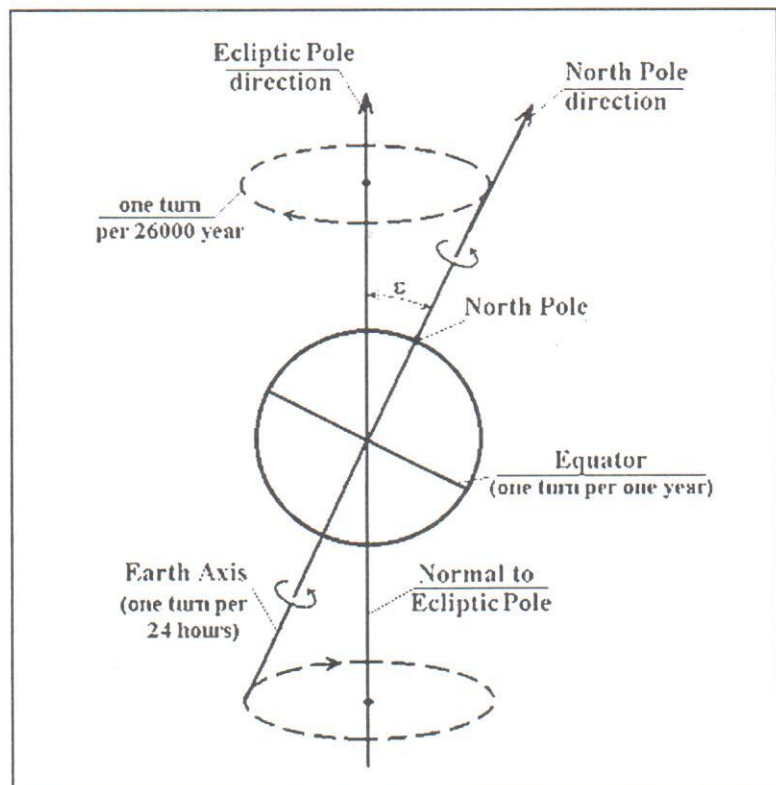 Ecliptic Pole
direction
North Pole
direction
one turn
per 26000 year
ε
North Pole
Equator
(one turn per one year)
Earth Axis
(one turn per
24 hours)
Normal to
Ecliptic Pole